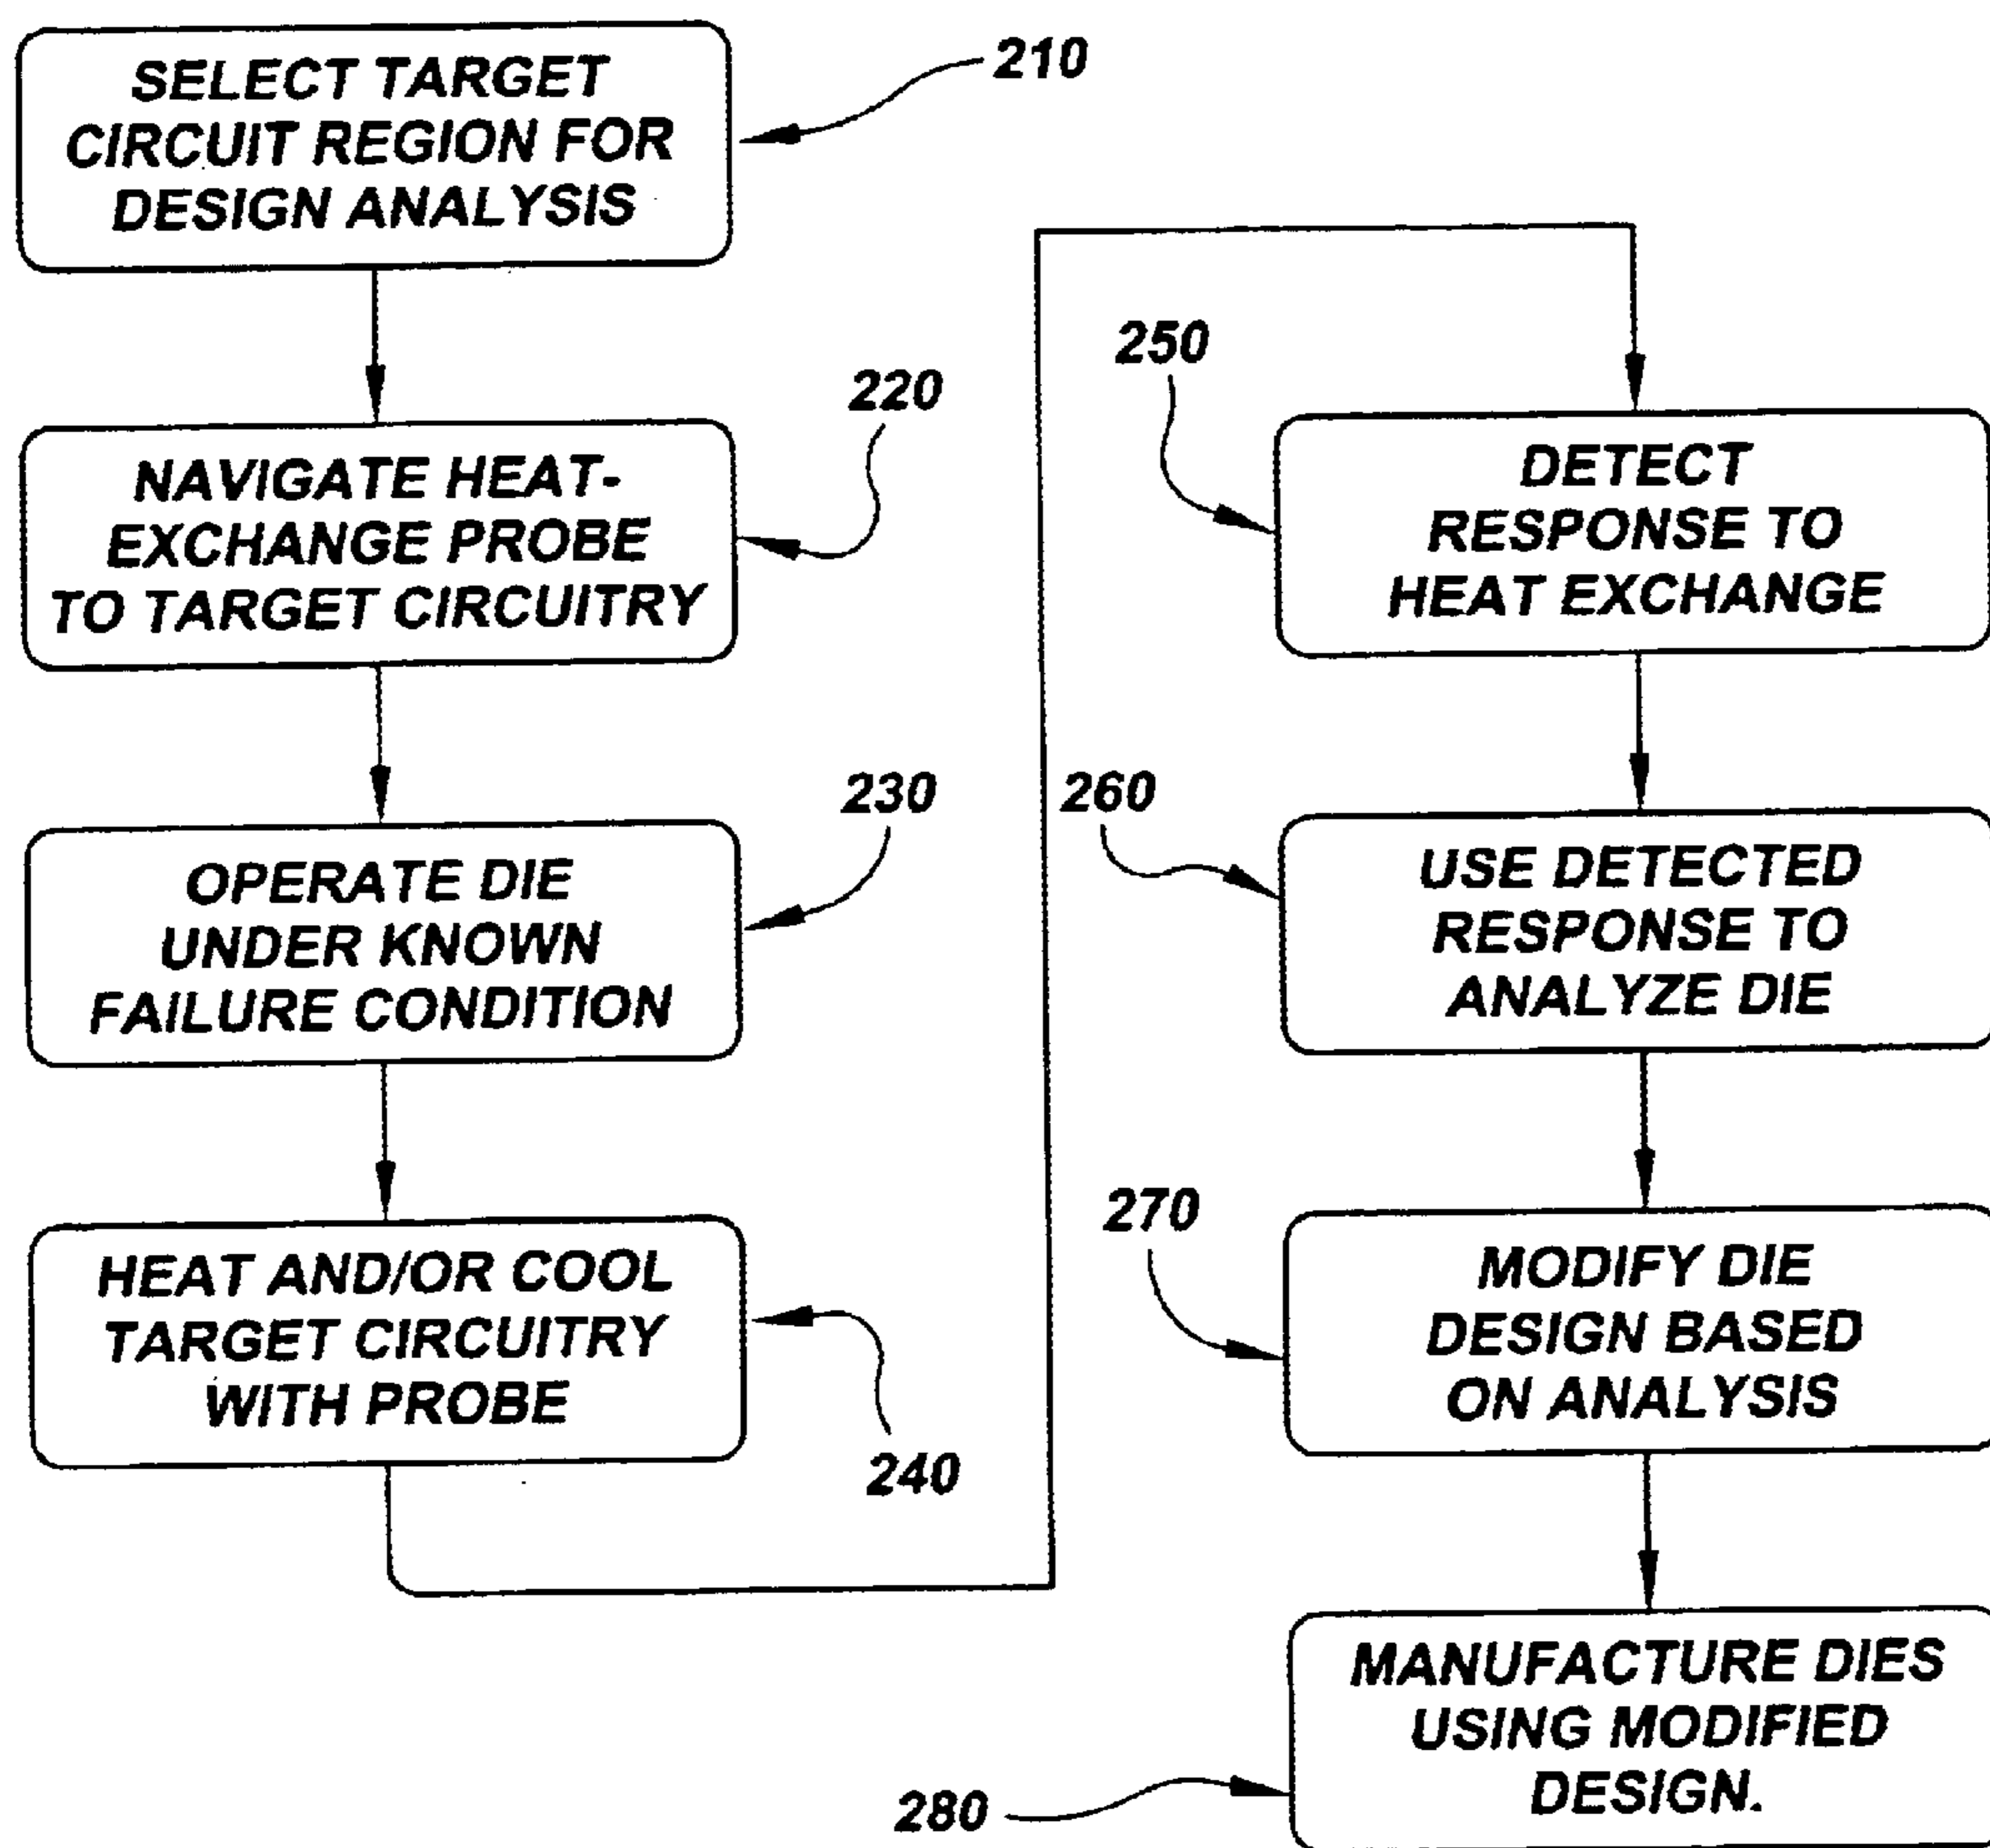 SELECT TARGET
CIRCUIT REGION FOR
DESIGN ANALYSIS
210
NAVIGATE HEAT-
EXCHANGE PROBE
TO TARGET CIRCUITRY
220
OPERATE DIE
UNDER KNOWN
FAILURE CONDITION
230
HEAT AND/OR COOL
TARGET CIRCUITRY
WITH PROBE
240
250
DETECT
RESPONSE TO
HEAT EXCHANGE
260
USE DETECTED
RESPONSE TO
ANALYZE DIE
270
MODIFY DIE
DESIGN BASED
ON ANALYSIS
MANUFACTURE DIES
USING MODIFIED
DESIGN.
280